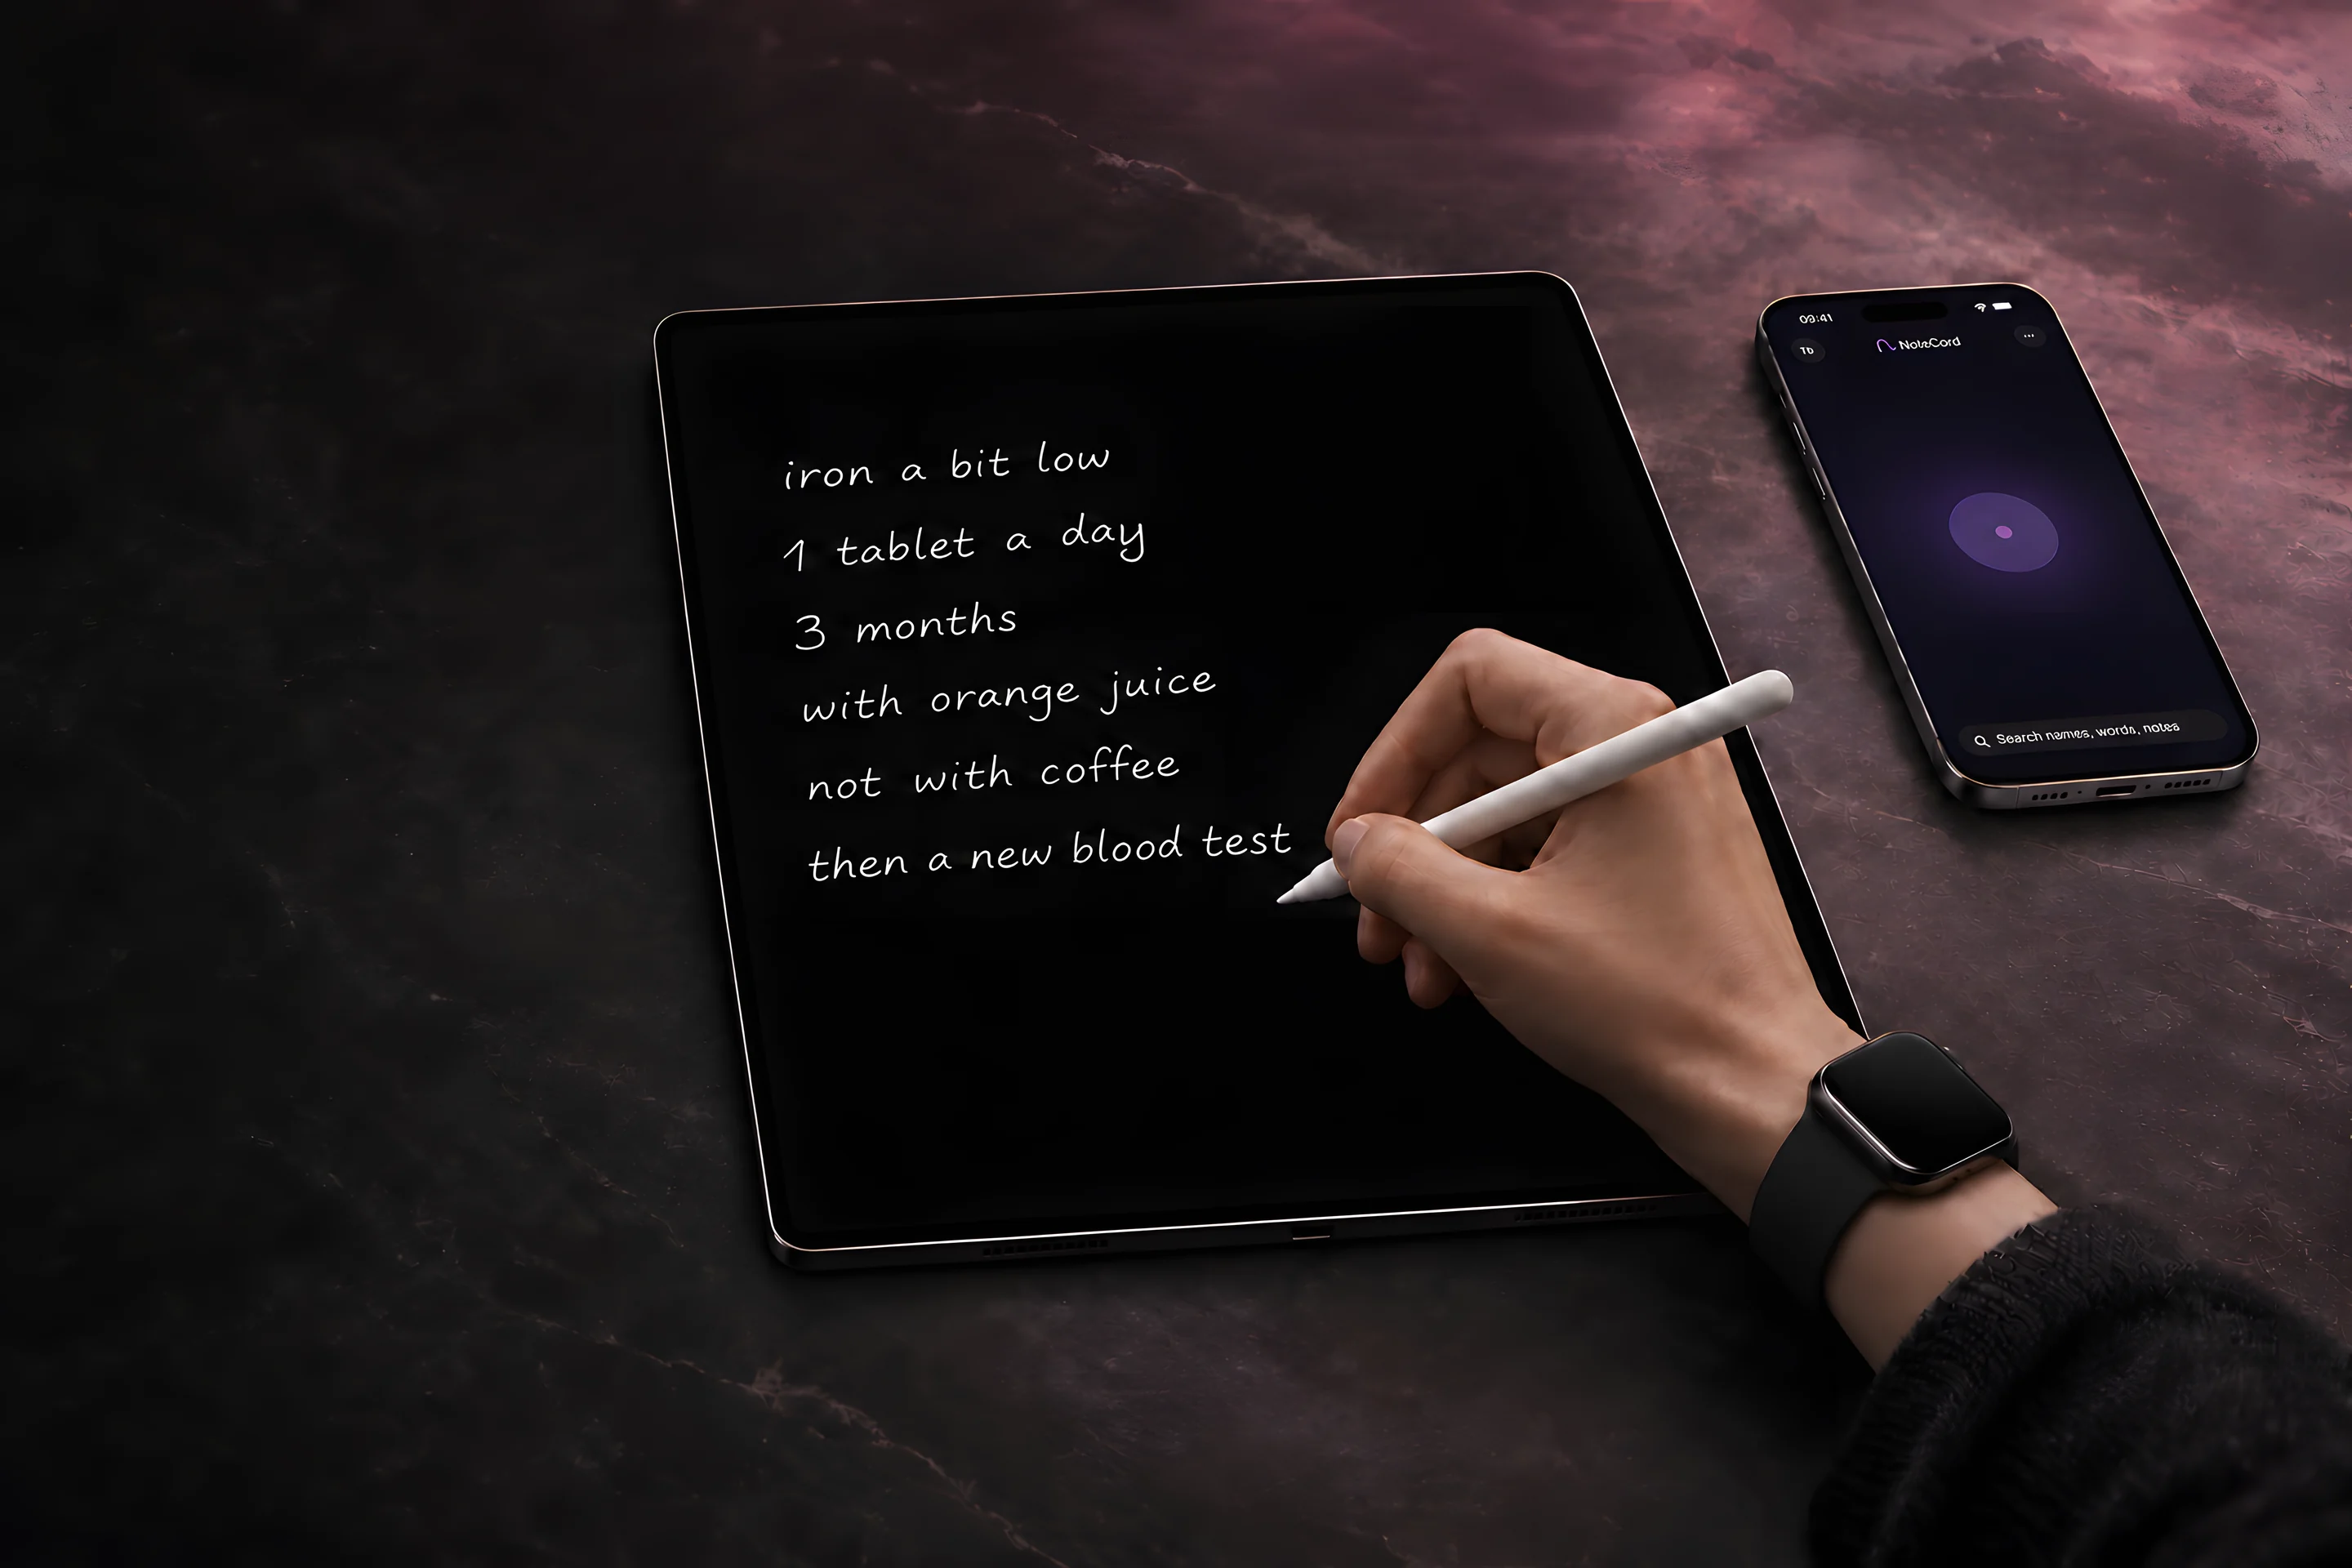 iron a bit low
1 tablet a day
3 months
with orange juice
not with coffee
then a new blood test
09:41
NoteCord
Search names, words, notes